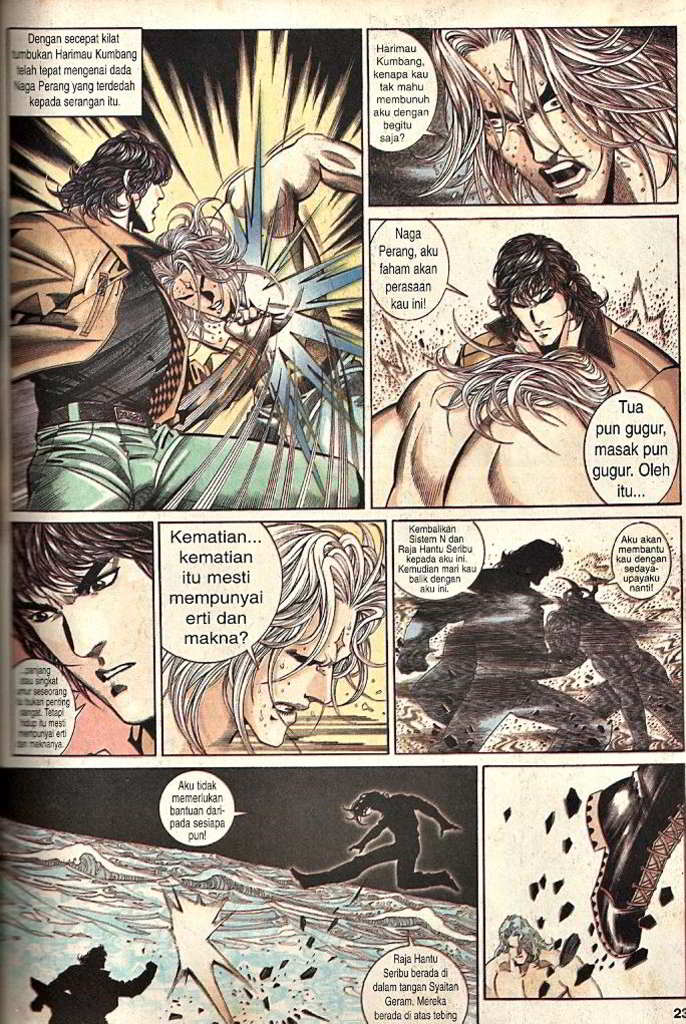 Dengan secepat kilat
tumbukan Harimau Kumbang
telah tepat mengenai dada
Naga Perang yang terdedah
kepada serangan itu.
Harimau
Kumbang,
kenapa kau
tak mahu
membunuh
aku dengan
begitu
saja?
Naga
Perang, aku
faham akan
perasaan
kau ini!
Tua
pun gugur,
masak pun
gugur. Oleh
itu...
...panjang
atau singkat
umur seseorang
itu bukan penting
sangat. Tetapi
hidup itu mesti
mempunyai erti
dan maknanya.
Kematian...
kematian
itu mesti
mempunyai
erti dan
makna?
Kembalikan
Sistem N dan
Raja Hantu Seribu
kepada aku ini.
Kemudian mari kau
balik dengan
aku ini.
Aku akan
membantu
kau dengan
sedaya-
upayaku
nanti!
Aku tidak
memerlukan
bantuan dari-
pada sesiapa
pun!
Raja Hantu
Seribu berada di
dalam tangan Syaitan
Geram. Mereka
berada di atas tebing
23